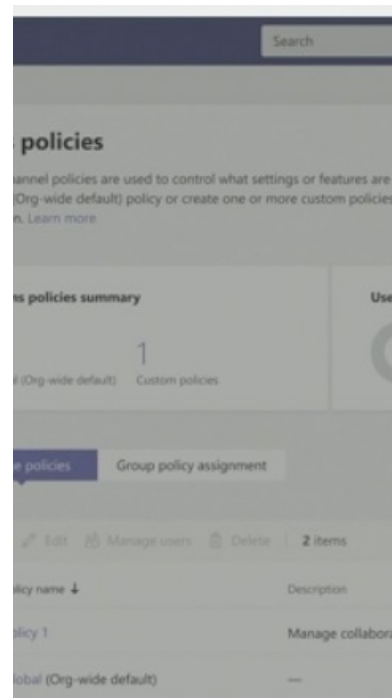 Search
policies
annel policies are used to control what settings or features are
(Org-wide default) policy or create one or more custom policies
n. Learn more
ns policies summary
Use
1
l (Org-wide default) Custom policies
e policies Group policy assignment
Edit Manage users Delete 2 items
olicy name ↓ Description
olicy 1 Manage collabora
lobal (Org-wide default) —